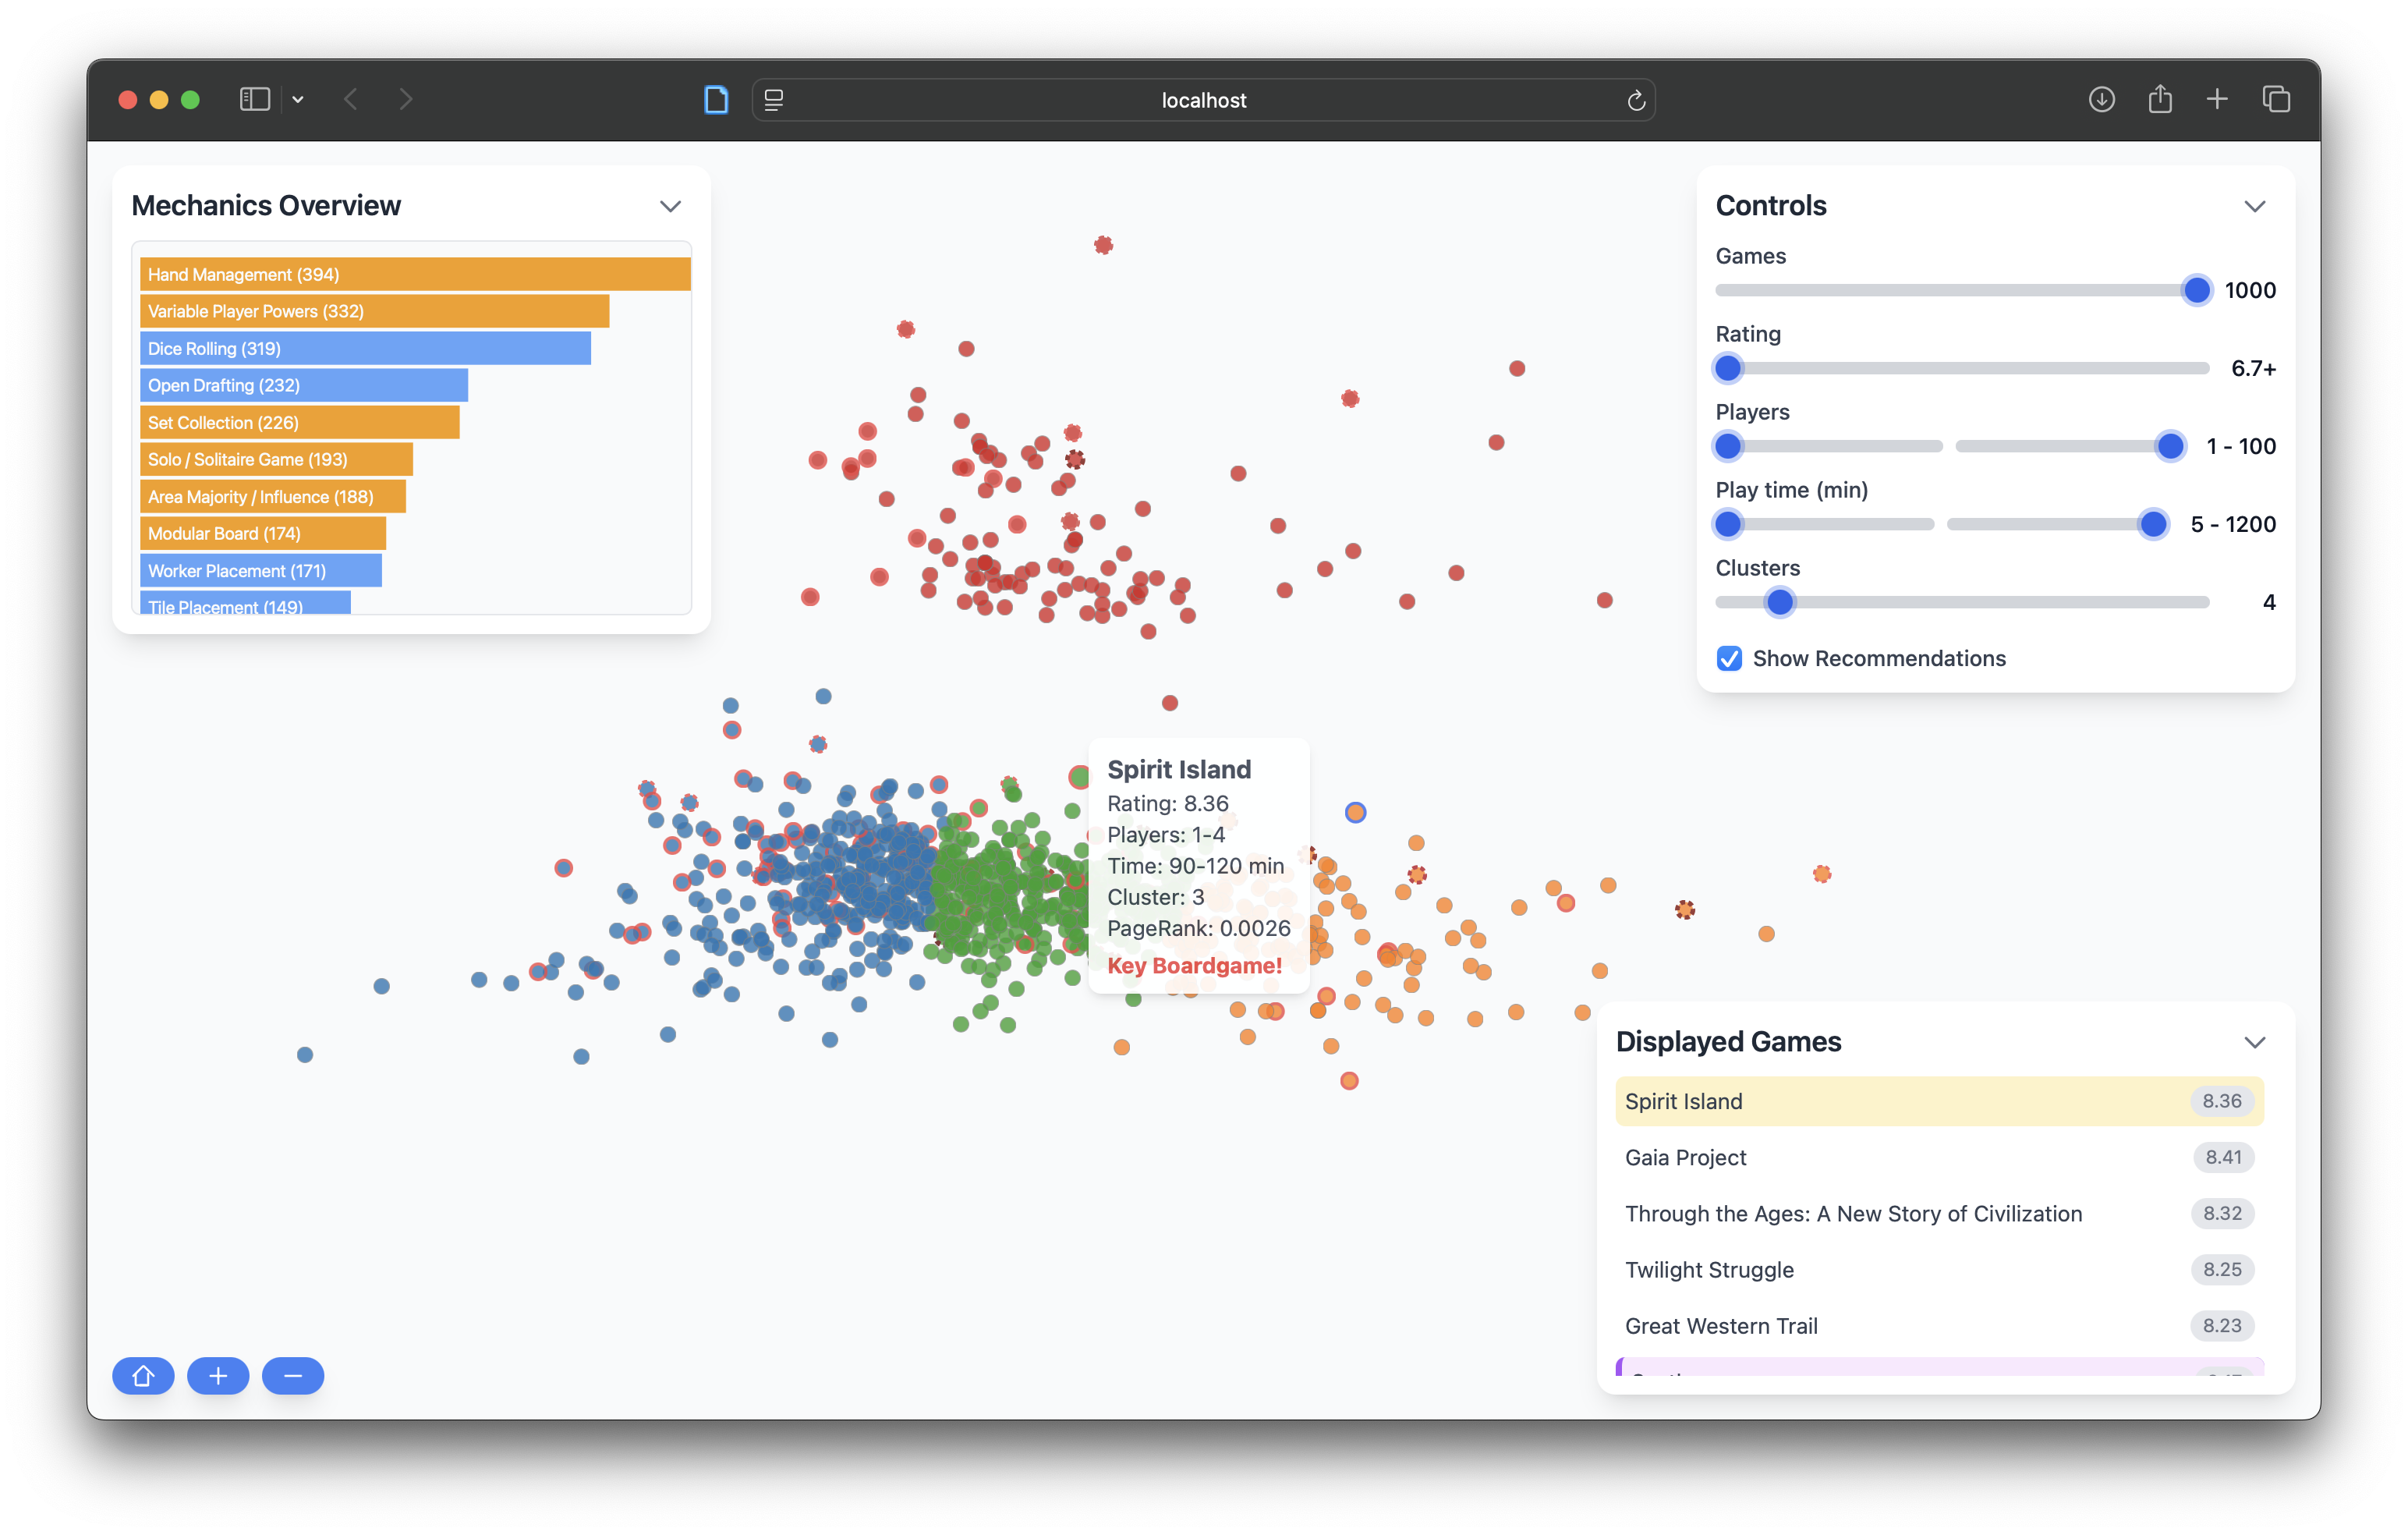 localhost
Mechanics Overview
Hand Management (394)
Variable Player Powers (332)
Dice Rolling (319)
Open Drafting (232)
Set Collection (226)
Solo / Solitaire Game (193)
Area Majority / Influence (188)
Modular Board (174)
Worker Placement (171)
Tile Placement (149)
Controls
Games
1000
Rating
6.7+
Players
1 - 100
Play time (min)
5 - 1200
Clusters
4
Show Recommendations
Spirit Island
Rating: 8.36
Players: 1-4
Time: 90-120 min
Cluster: 3
PageRank: 0.0026
Key Boardgame!
Displayed Games
Spirit Island 8.36
Gaia Project 8.41
Through the Ages: A New Story of Civilization 8.32
Twilight Struggle 8.25
Great Western Trail 8.23